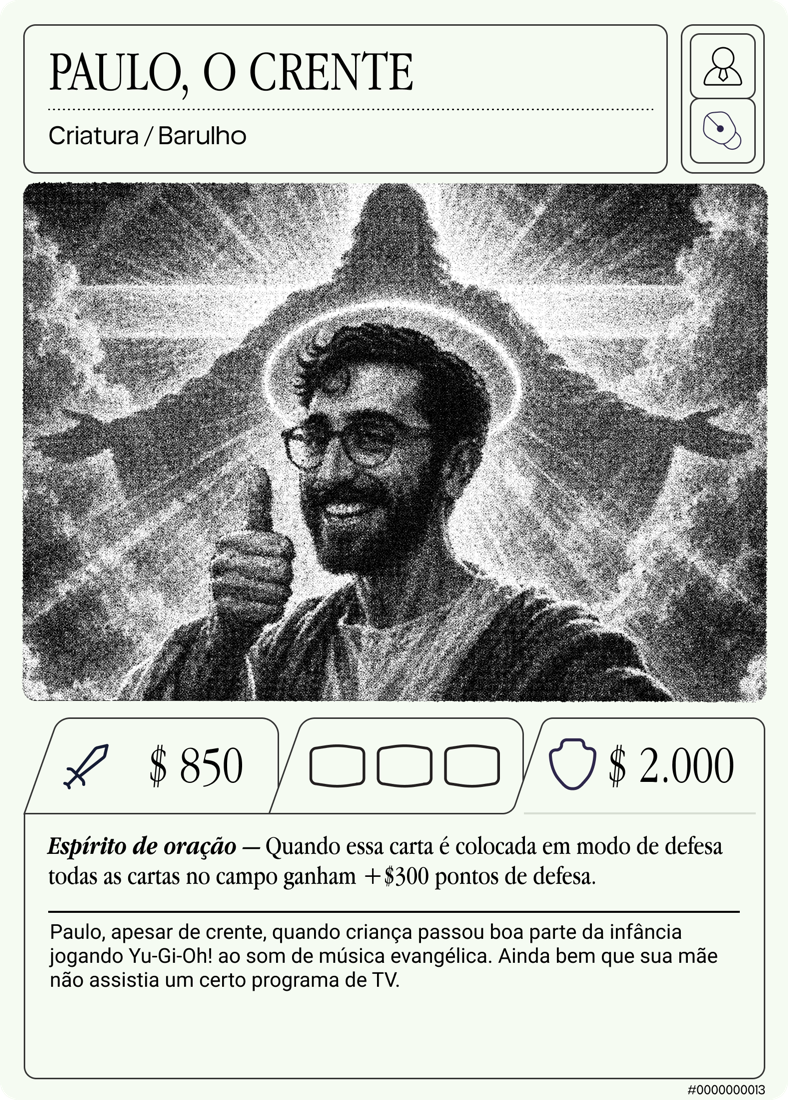 PAULO, O CRENTE
Criatura / Barulho
$ 850
$ 2.000
Espírito de oração — Quando essa carta é colocada em modo de defesa
todas as cartas no campo ganham +$300 pontos de defesa.
Paulo, apesar de crente, quando criança passou boa parte da infância
jogando Yu-Gi-Oh! ao som de música evangélica. Ainda bem que sua mãe
não assistia um certo programa de TV.
#0000000013